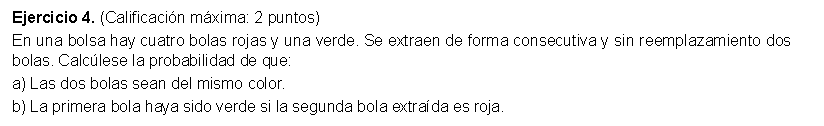 Ejercicio 4. (Calificación máxima: 2 puntos)
En una bolsa hay cuatro bolas rojas y una verde. Se extraen de forma consecutiva y sin reemplazamiento dos
bolas. Calcúlese la probabilidad de que:
a) Las dos bolas sean del mismo color.
b) La primera bola haya sido verde si la segunda bola extraída es roja.